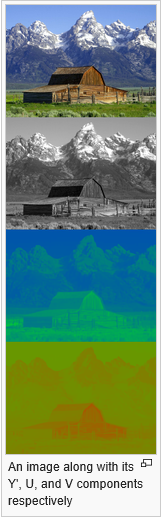 An image along with its
Y', U, and V components
respectively